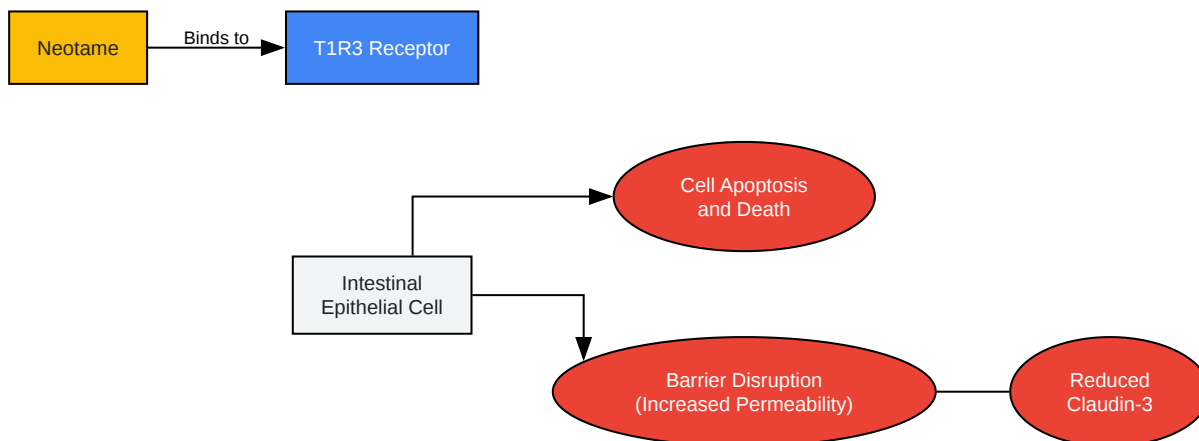 Neotame
Binds to
T1R3 Receptor
Cell Apoptosis
and Death
Intestinal
Epithelial Cell
Barrier Disruption
(Increased Permeability)
Reduced
Claudin-3